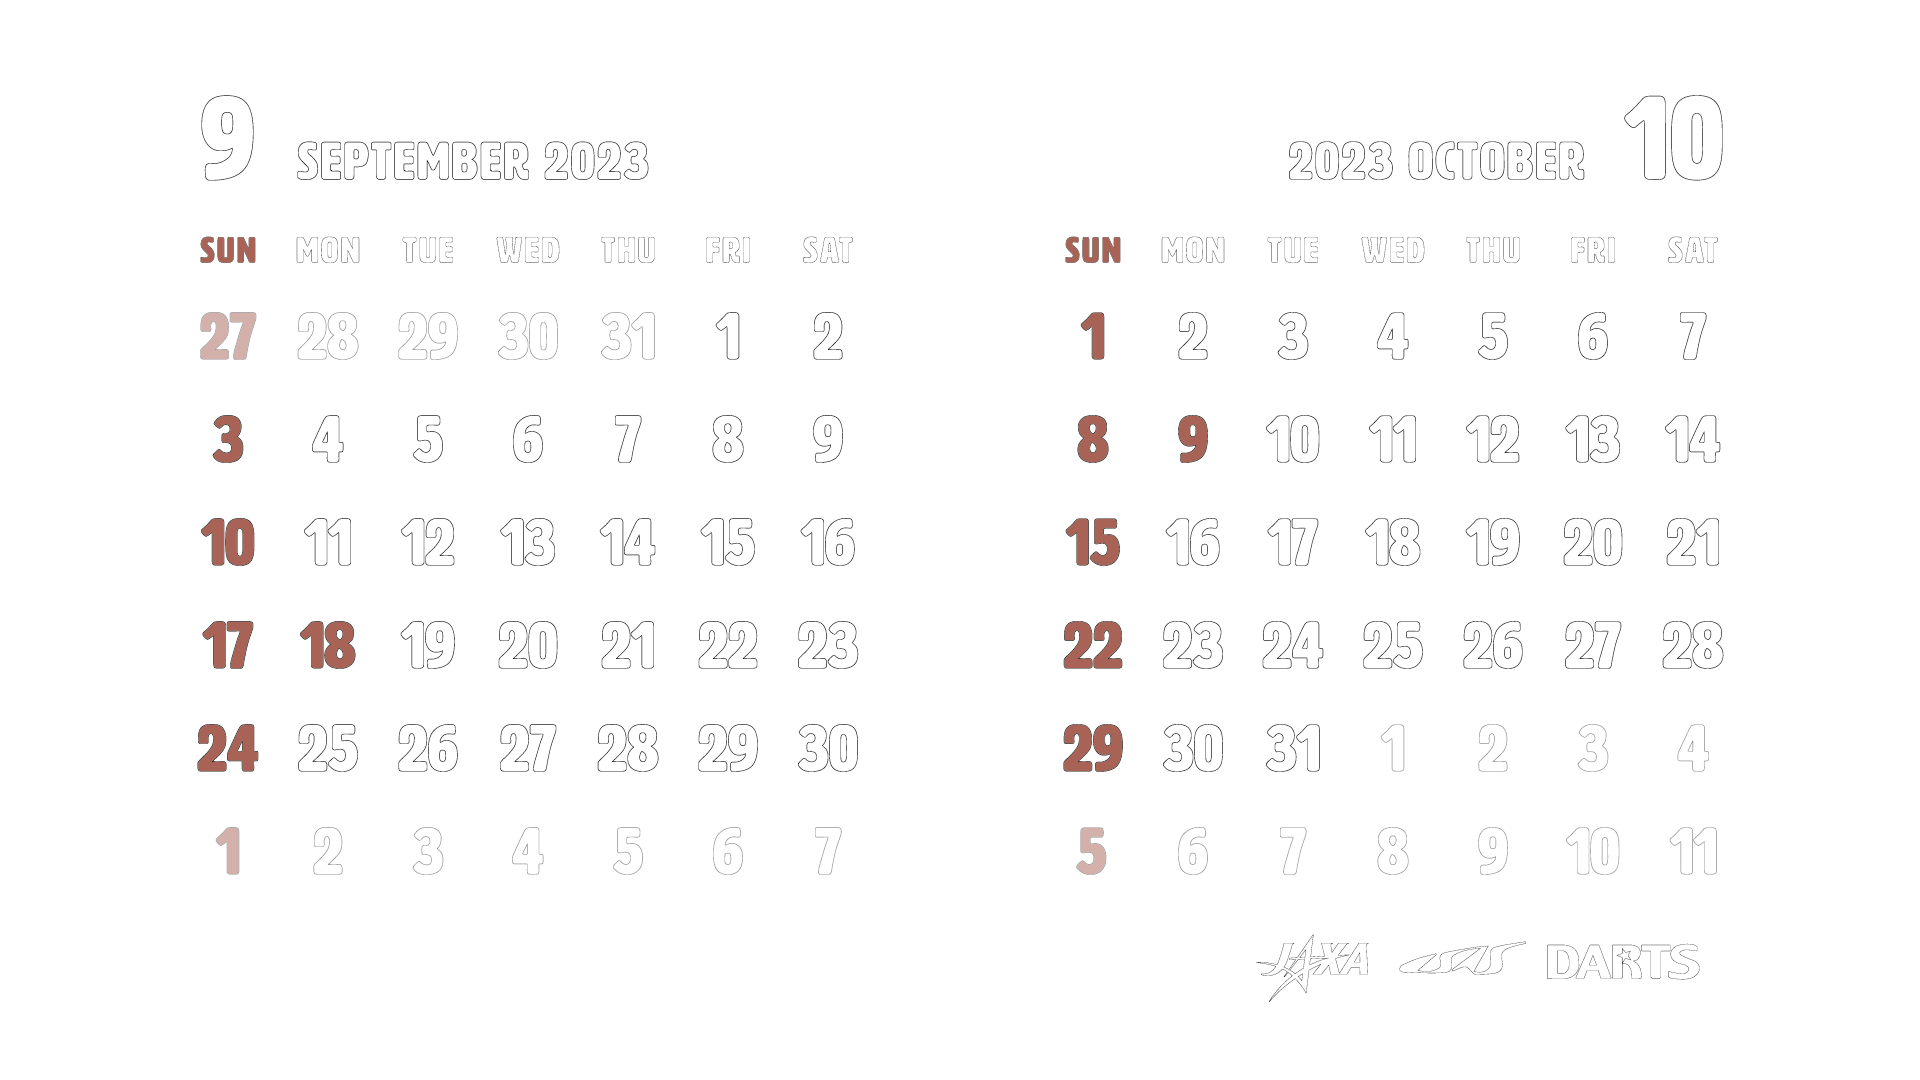 9 SEPTEMBER 2023
SUN MON TUE WED THU FRI SAT
27 28 29 30 31 1 2
3 4 5 6 7 8 9
10 11 12 13 14 15 16
17 18 19 20 21 22 23
24 25 26 27 28 29 30
1 2 3 4 5 6 7
2023 OCTOBER 10
SUN MON TUE WED THU FRI SAT
1 2 3 4 5 6 7
8 9 10 11 12 13 14
15 16 17 18 19 20 21
22 23 24 25 26 27 28
29 30 31 1 2 3 4
5 6 7 8 9 10 11
JAXA ISAS DARTS